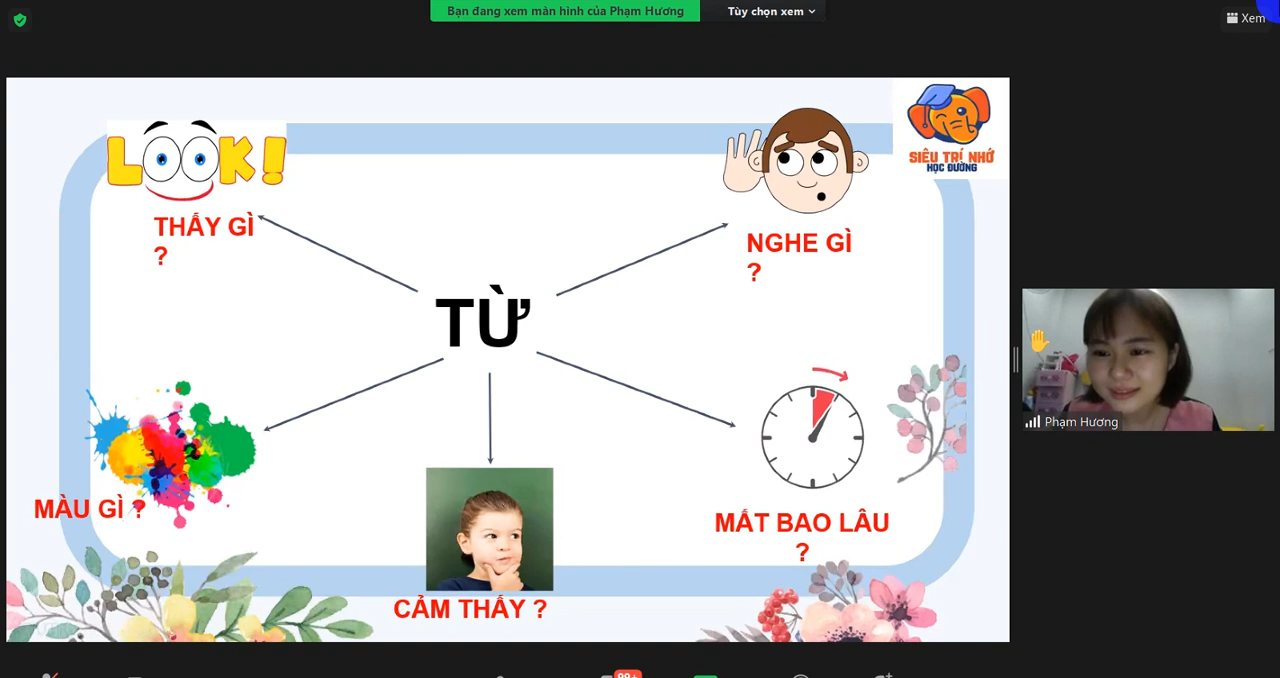 Bạn đang xem màn hình của Phạm Hương
Tùy chọn xem
Xem
LOOK!
SIÊU TRÍ NHỚ
HỌC ĐƯỜNG
THẤY GÌ
?
NGHE GÌ
?
TỪ
MÀU GÌ ?
MẤT BAO LÂU
?
CẢM THẤY ?
Phạm Hương
99+